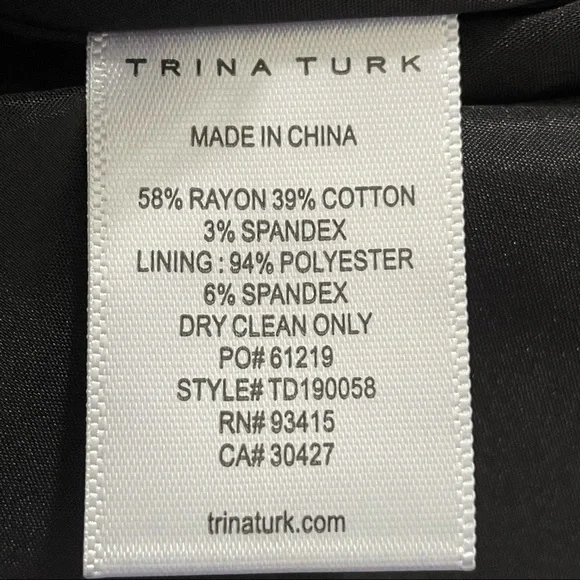 TRINA TURK
MADE IN CHINA
58% RAYON 39% COTTON
3% SPANDEX
LINING : 94% POLYESTER
6% SPANDEX
DRY CLEAN ONLY
PO# 61219
STYLE# TD190058
RN# 93415
CA# 30427
trinaturk.com